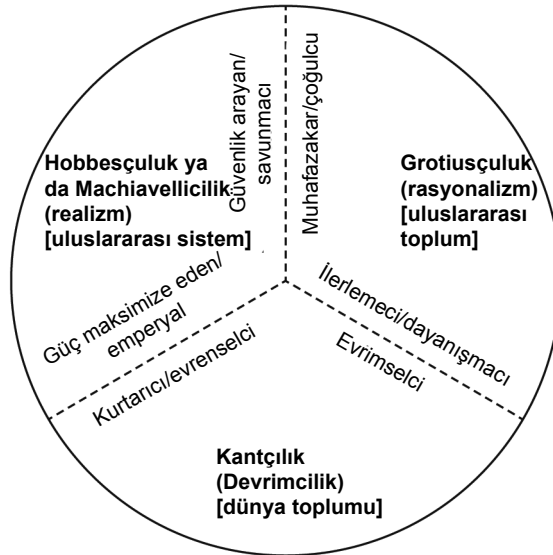 Güvenlik arayan/
savunmacı
Muhafazakar/çoğulcu
Hobbesçuluk ya
da Machiavellicilik
(realizm)
[uluslararası sistem]
Grotiusçuluk
(rasyonalizm)
[uluslararası
toplum]
Güç maksimize eden/
emperyal
Kurtarıcı/evrenselci
İlerlemeci/dayanışmacı
Evrimselci
Kantçılık
(Devrimcilik)
[dünya toplumu]